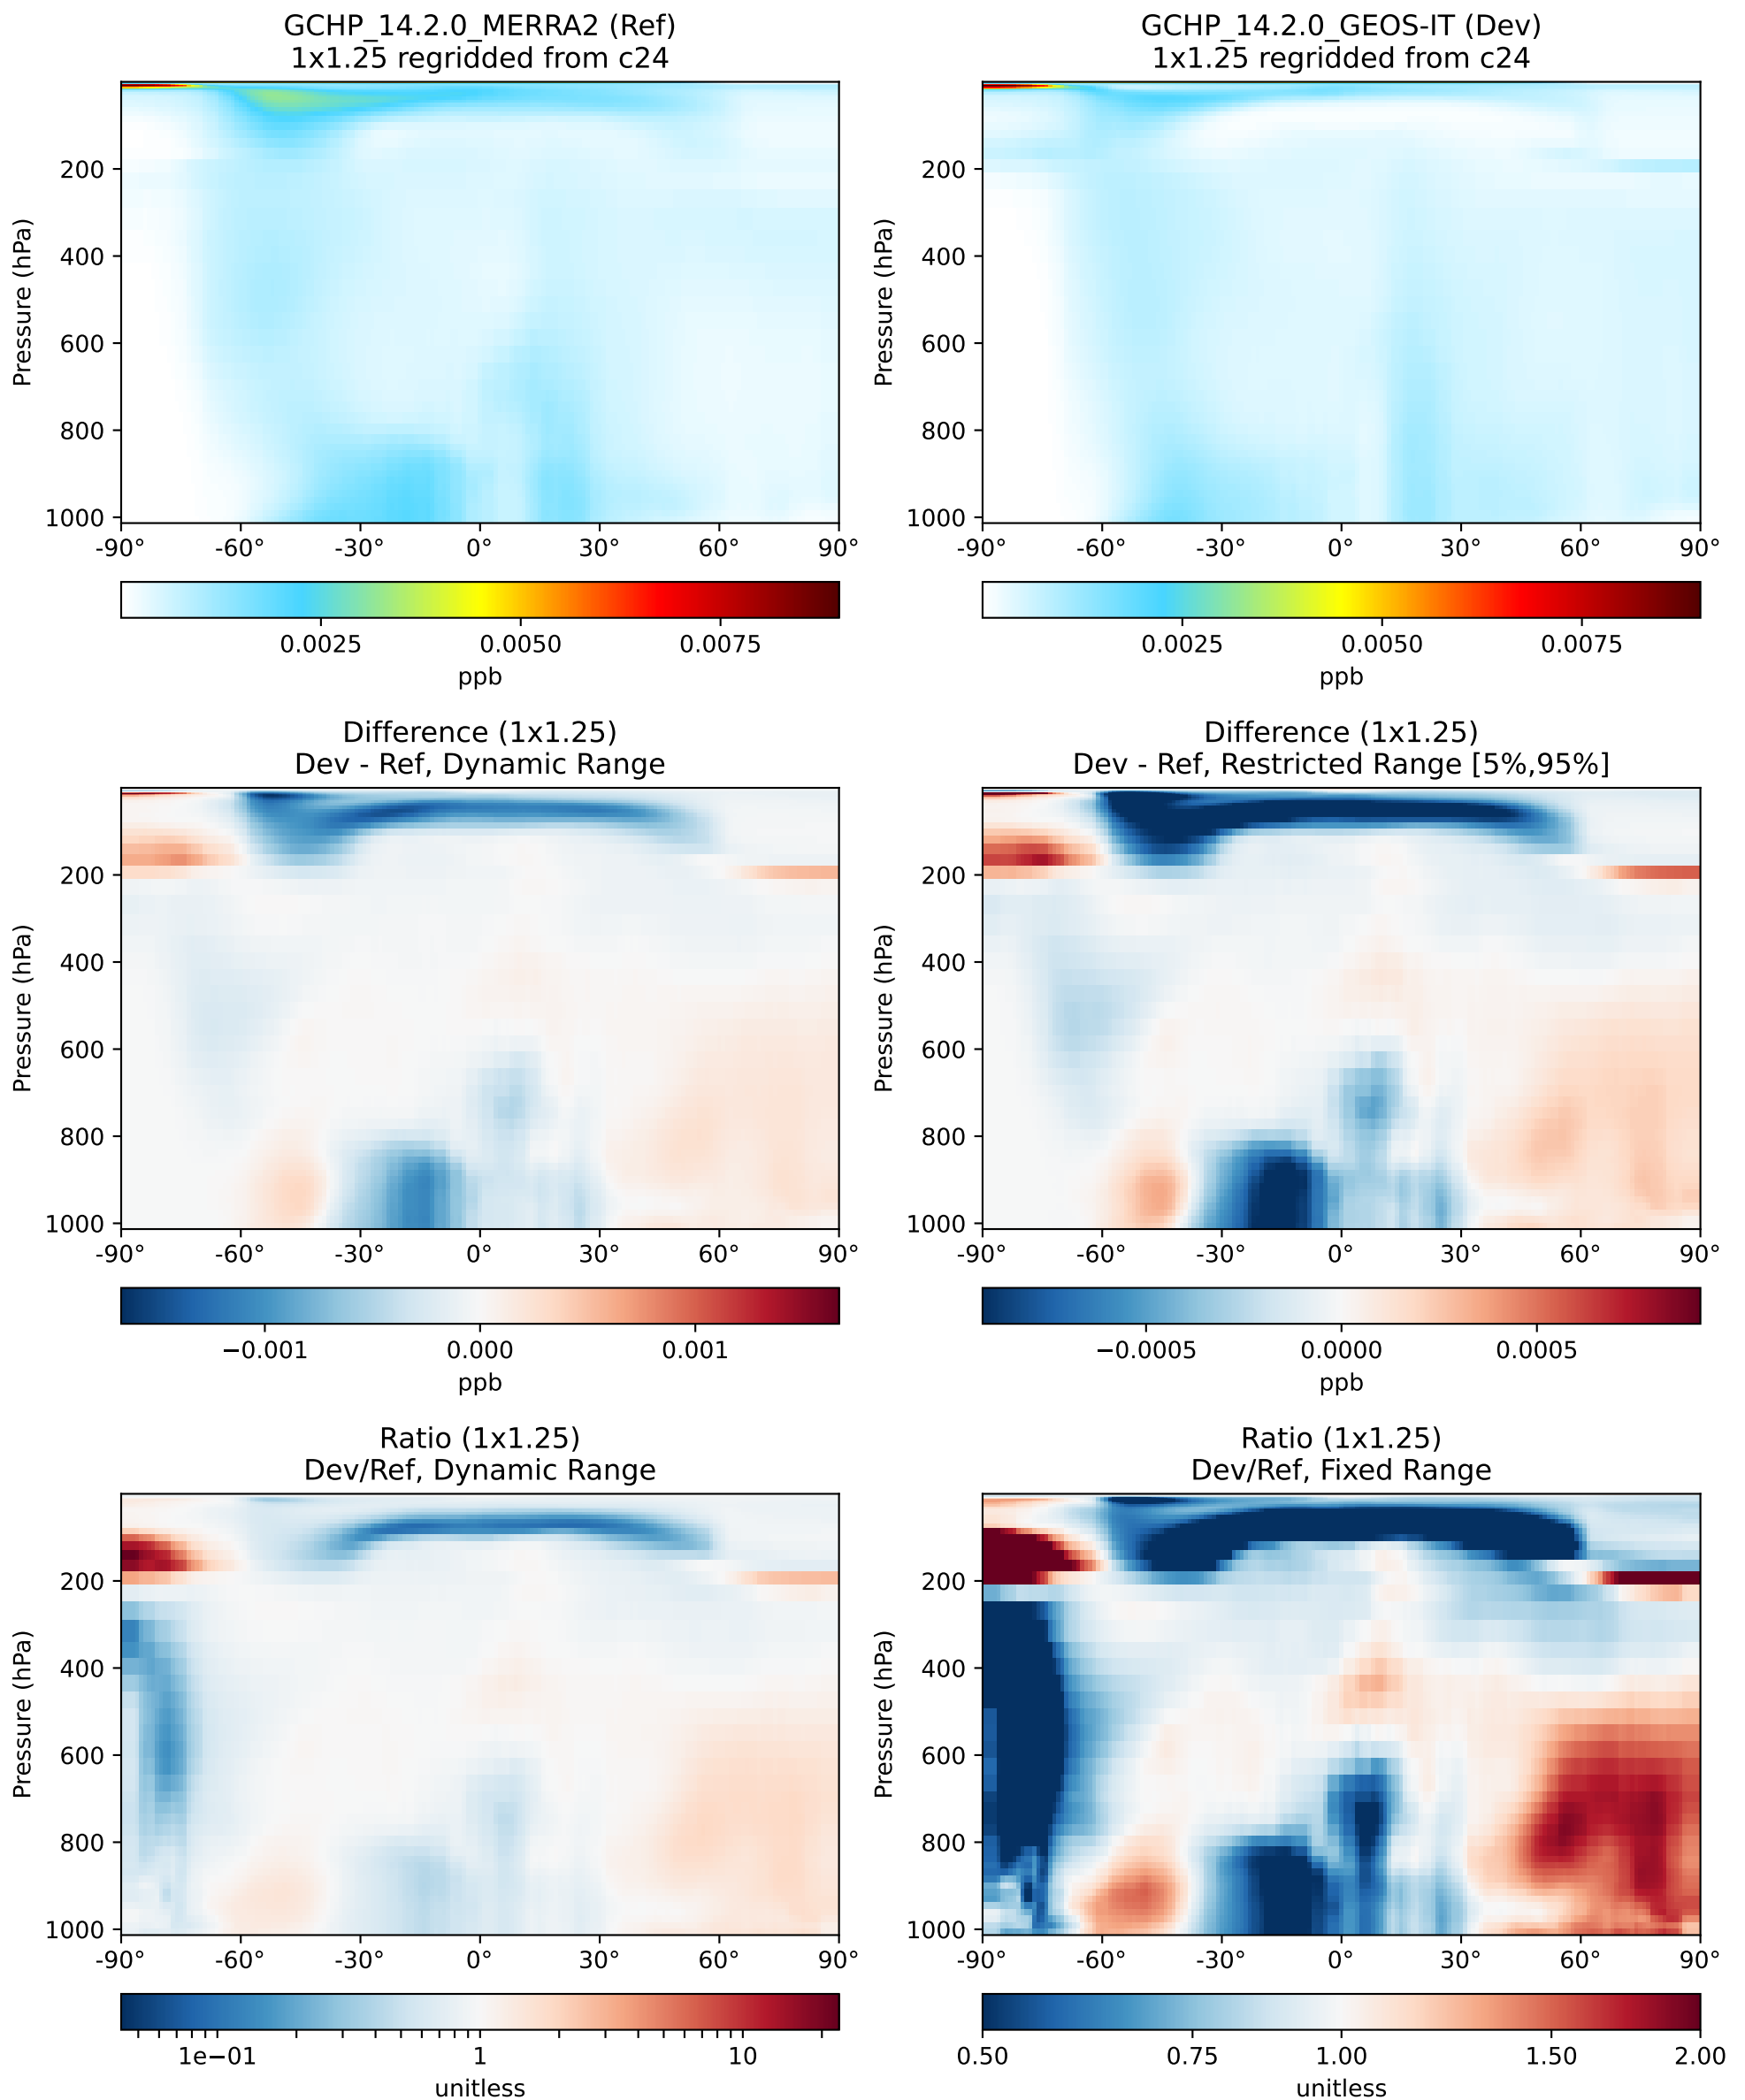 GCHP_14.2.0_MERRA2 (Ref)
1x1.25 regridded from c24
Pressure (hPa)
200
400
600
800
1000
-90° -60° -30° 0° 30° 60° 90°
0.0025 0.0050 0.0075
ppb
GCHP_14.2.0_GEOS-IT (Dev)
1x1.25 regridded from c24
Pressure (hPa)
200
400
600
800
1000
-90° -60° -30° 0° 30° 60° 90°
0.0025 0.0050 0.0075
ppb
Difference (1x1.25)
Dev - Ref, Dynamic Range
Pressure (hPa)
200
400
600
800
1000
-90° -60° -30° 0° 30° 60° 90°
−0.001 0.000 0.001
ppb
Difference (1x1.25)
Dev - Ref, Restricted Range [5%,95%]
Pressure (hPa)
200
400
600
800
1000
-90° -60° -30° 0° 30° 60° 90°
−0.0005 0.0000 0.0005
ppb
Ratio (1x1.25)
Dev/Ref, Dynamic Range
Pressure (hPa)
200
400
600
800
1000
-90° -60° -30° 0° 30° 60° 90°
1e−01 1 10
unitless
Ratio (1x1.25)
Dev/Ref, Fixed Range
Pressure (hPa)
200
400
600
800
1000
-90° -60° -30° 0° 30° 60° 90°
0.50 0.75 1.00 1.50 2.00
unitless